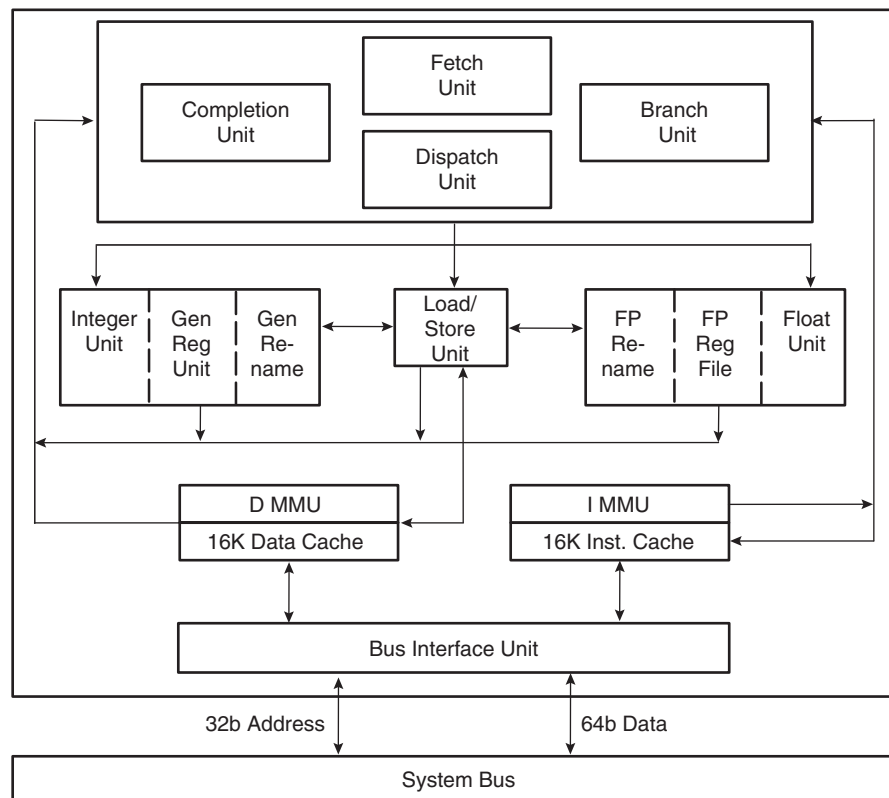 Fetch
Unit
Completion
Unit
Branch
Unit
Dispatch
Unit
Integer
Unit
Gen
Reg
Unit
Gen
Re-
name
Load/
Store
Unit
FP
Re-
name
FP
Reg
File
Float
Unit
D MMU
16K Data Cache
I MMU
16K Inst. Cache
Bus Interface Unit
32b Address
64b Data
System Bus